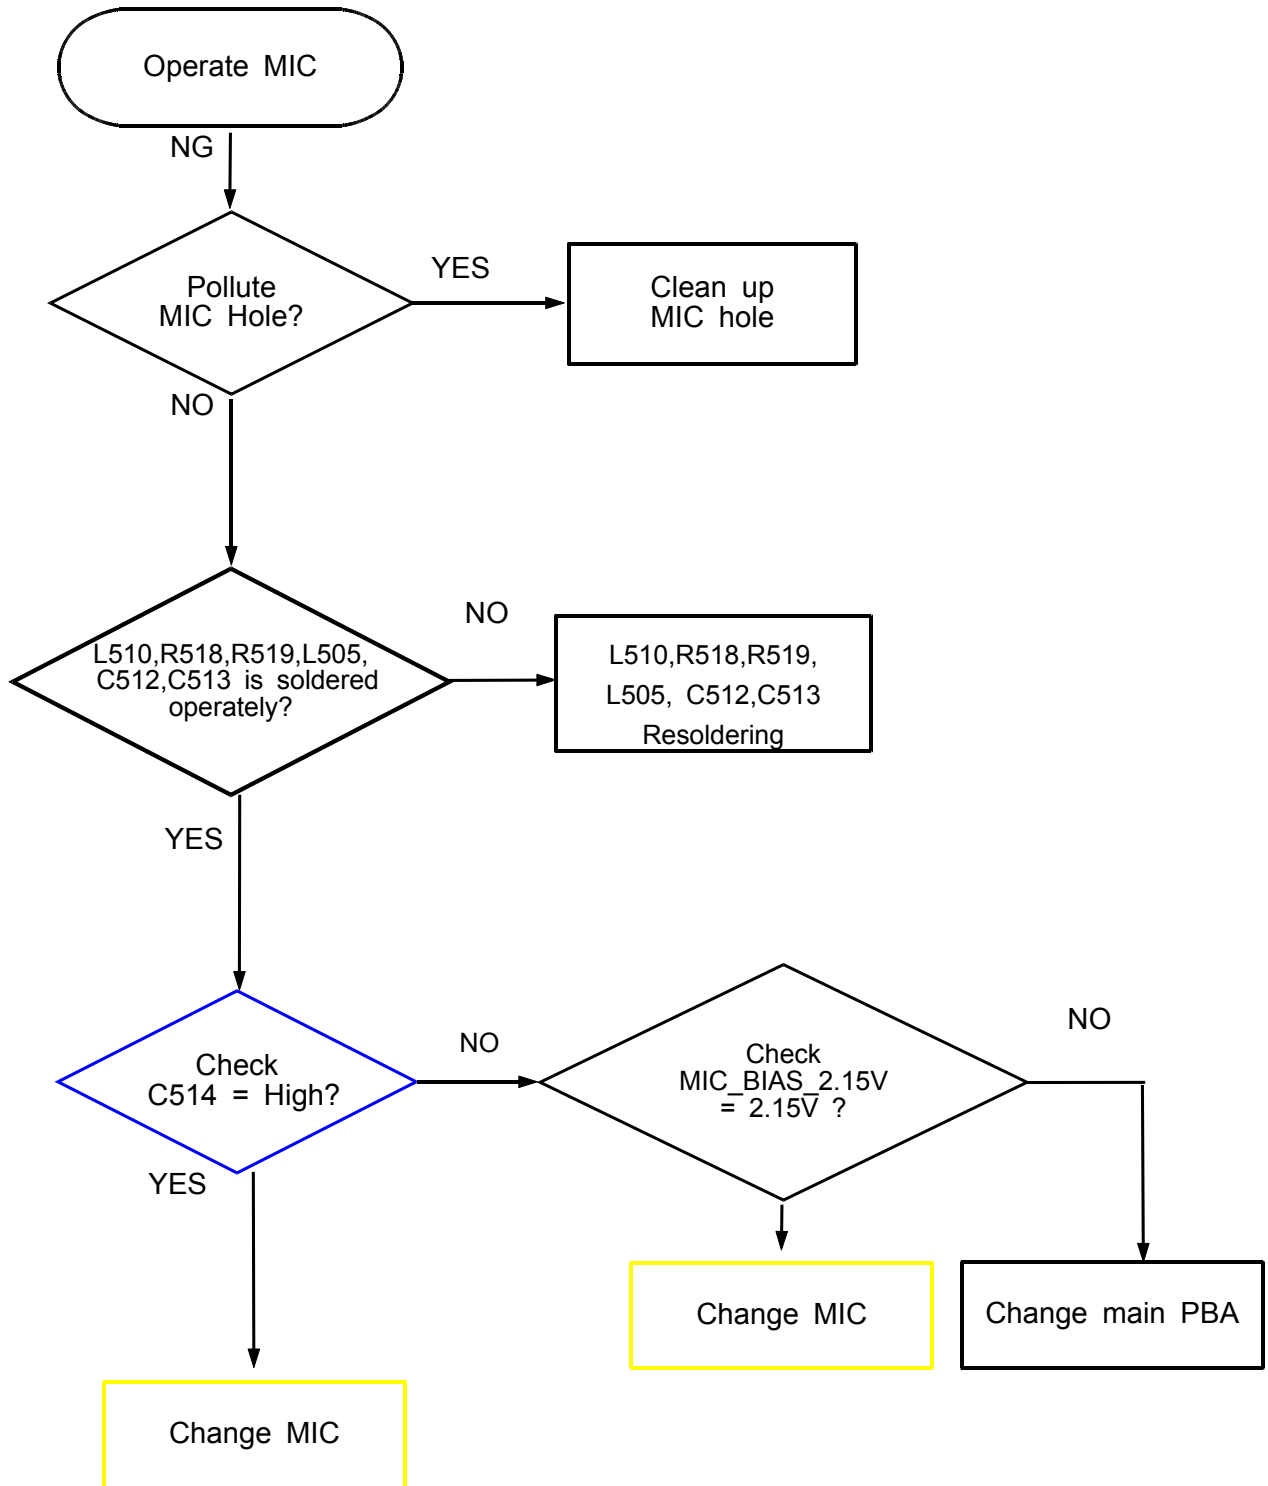 Operate MIC
NG
Pollute
MIC Hole?
YES
Clean up
MIC hole
NO
L510,R518,R519,L505,
C512,C513 is soldered
operately?
NO
L510,R518,R519,
L505, C512,C513
Resoldering
YES
Check
C514 = High?
NO
Check
MIC_BIAS_2.15V
= 2.15V ?
NO
YES
Change MIC
Change main PBA
Change MIC